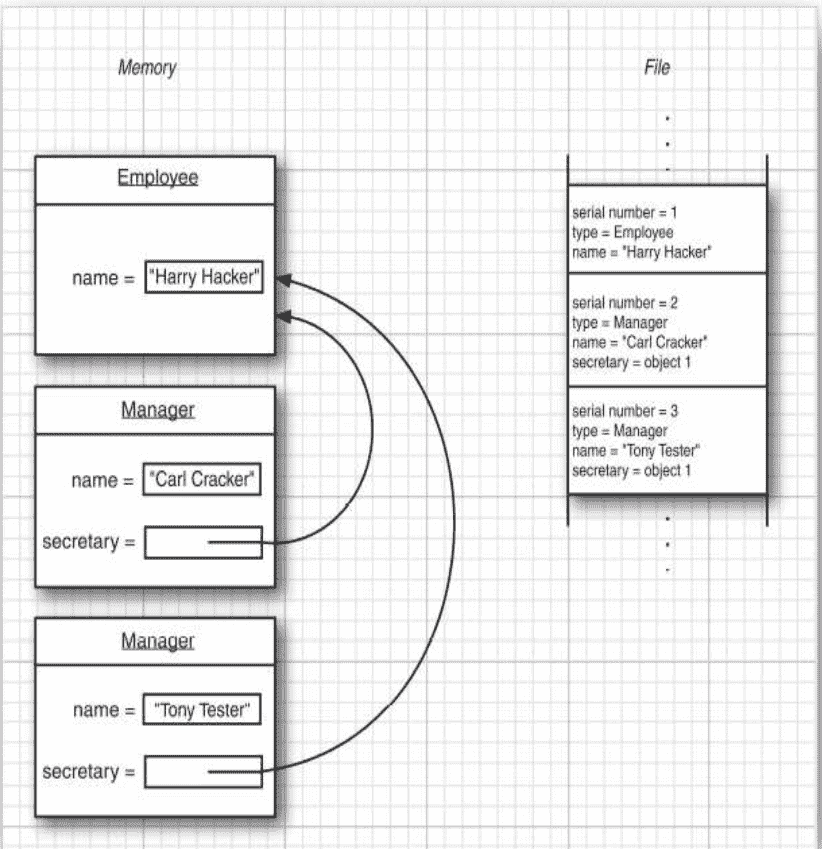 Memory
File
Employee
name = "Harry Hacker"
Manager
name = "Carl Cracker"
secretary =
Manager
name = "Tony Tester"
secretary =
serial number = 1
type = Employee
name = "Harry Hacker"
serial number = 2
type = Manager
name = "Carl Cracker"
secretary = object 1
serial number = 3
type = Manager
name = "Tony Tester"
secretary = object 1